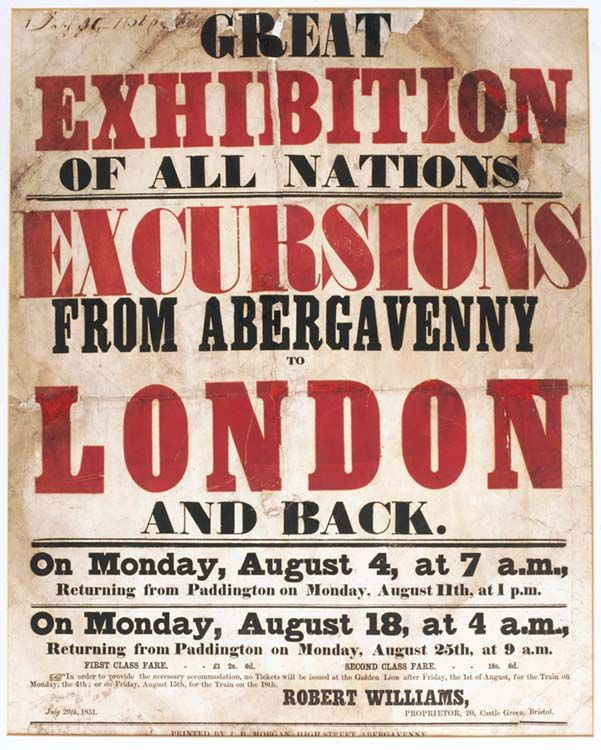 GREAT
EXHIBITION
OF ALL NATIONS
EXCURSIONS
FROM ABERGAVENNY
TO
LONDON
AND BACK.
On Monday, August 4, at 7 a.m.,
Returning from Paddington on Monday, August 11th, at 1 p.m.
On Monday, August 18, at 4 a.m.,
Returning from Paddington on Monday, August 25th, at 9 a.m.
FIRST CLASS FARE, - - £1 2s. 6d, SECOND CLASS FARE, - - 18s. 6d.
☞In order to provide the necessary accommodation, no Tickets will be issued at the Golden Lion after Friday, the 1st of August, for the Train on
Monday, the 4th; or on Friday, August 15th, for the Train on the 18th.
ROBERT WILLIAMS,
July 29th, 1851. PROPRIETOR, 20, Castle Green, Bristol.
PRINTED BY J. H. MORGAN HIGH STREET ABERGAVENNY